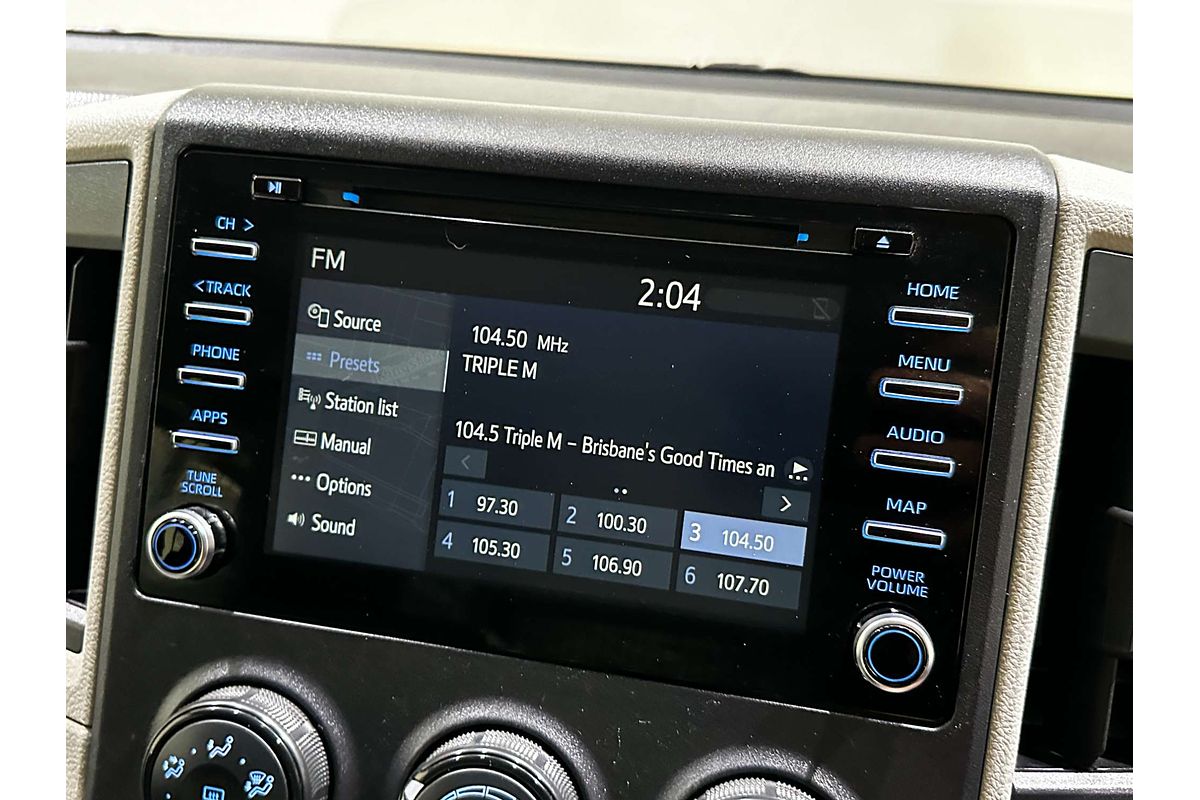 CH >
<TRACK
PHONE
APPS
TUNE
SCROLL
FM
2:04
Source
Presets
Station list
Manual
Options
Sound
104.50 MHz
TRIPLE M
104.5 Triple M – Brisbane's Good Times an
1 97.30
2 100.30
3 104.50
4 105.30
5 106.90
6 107.70
HOME
MENU
AUDIO
MAP
POWER
VOLUME